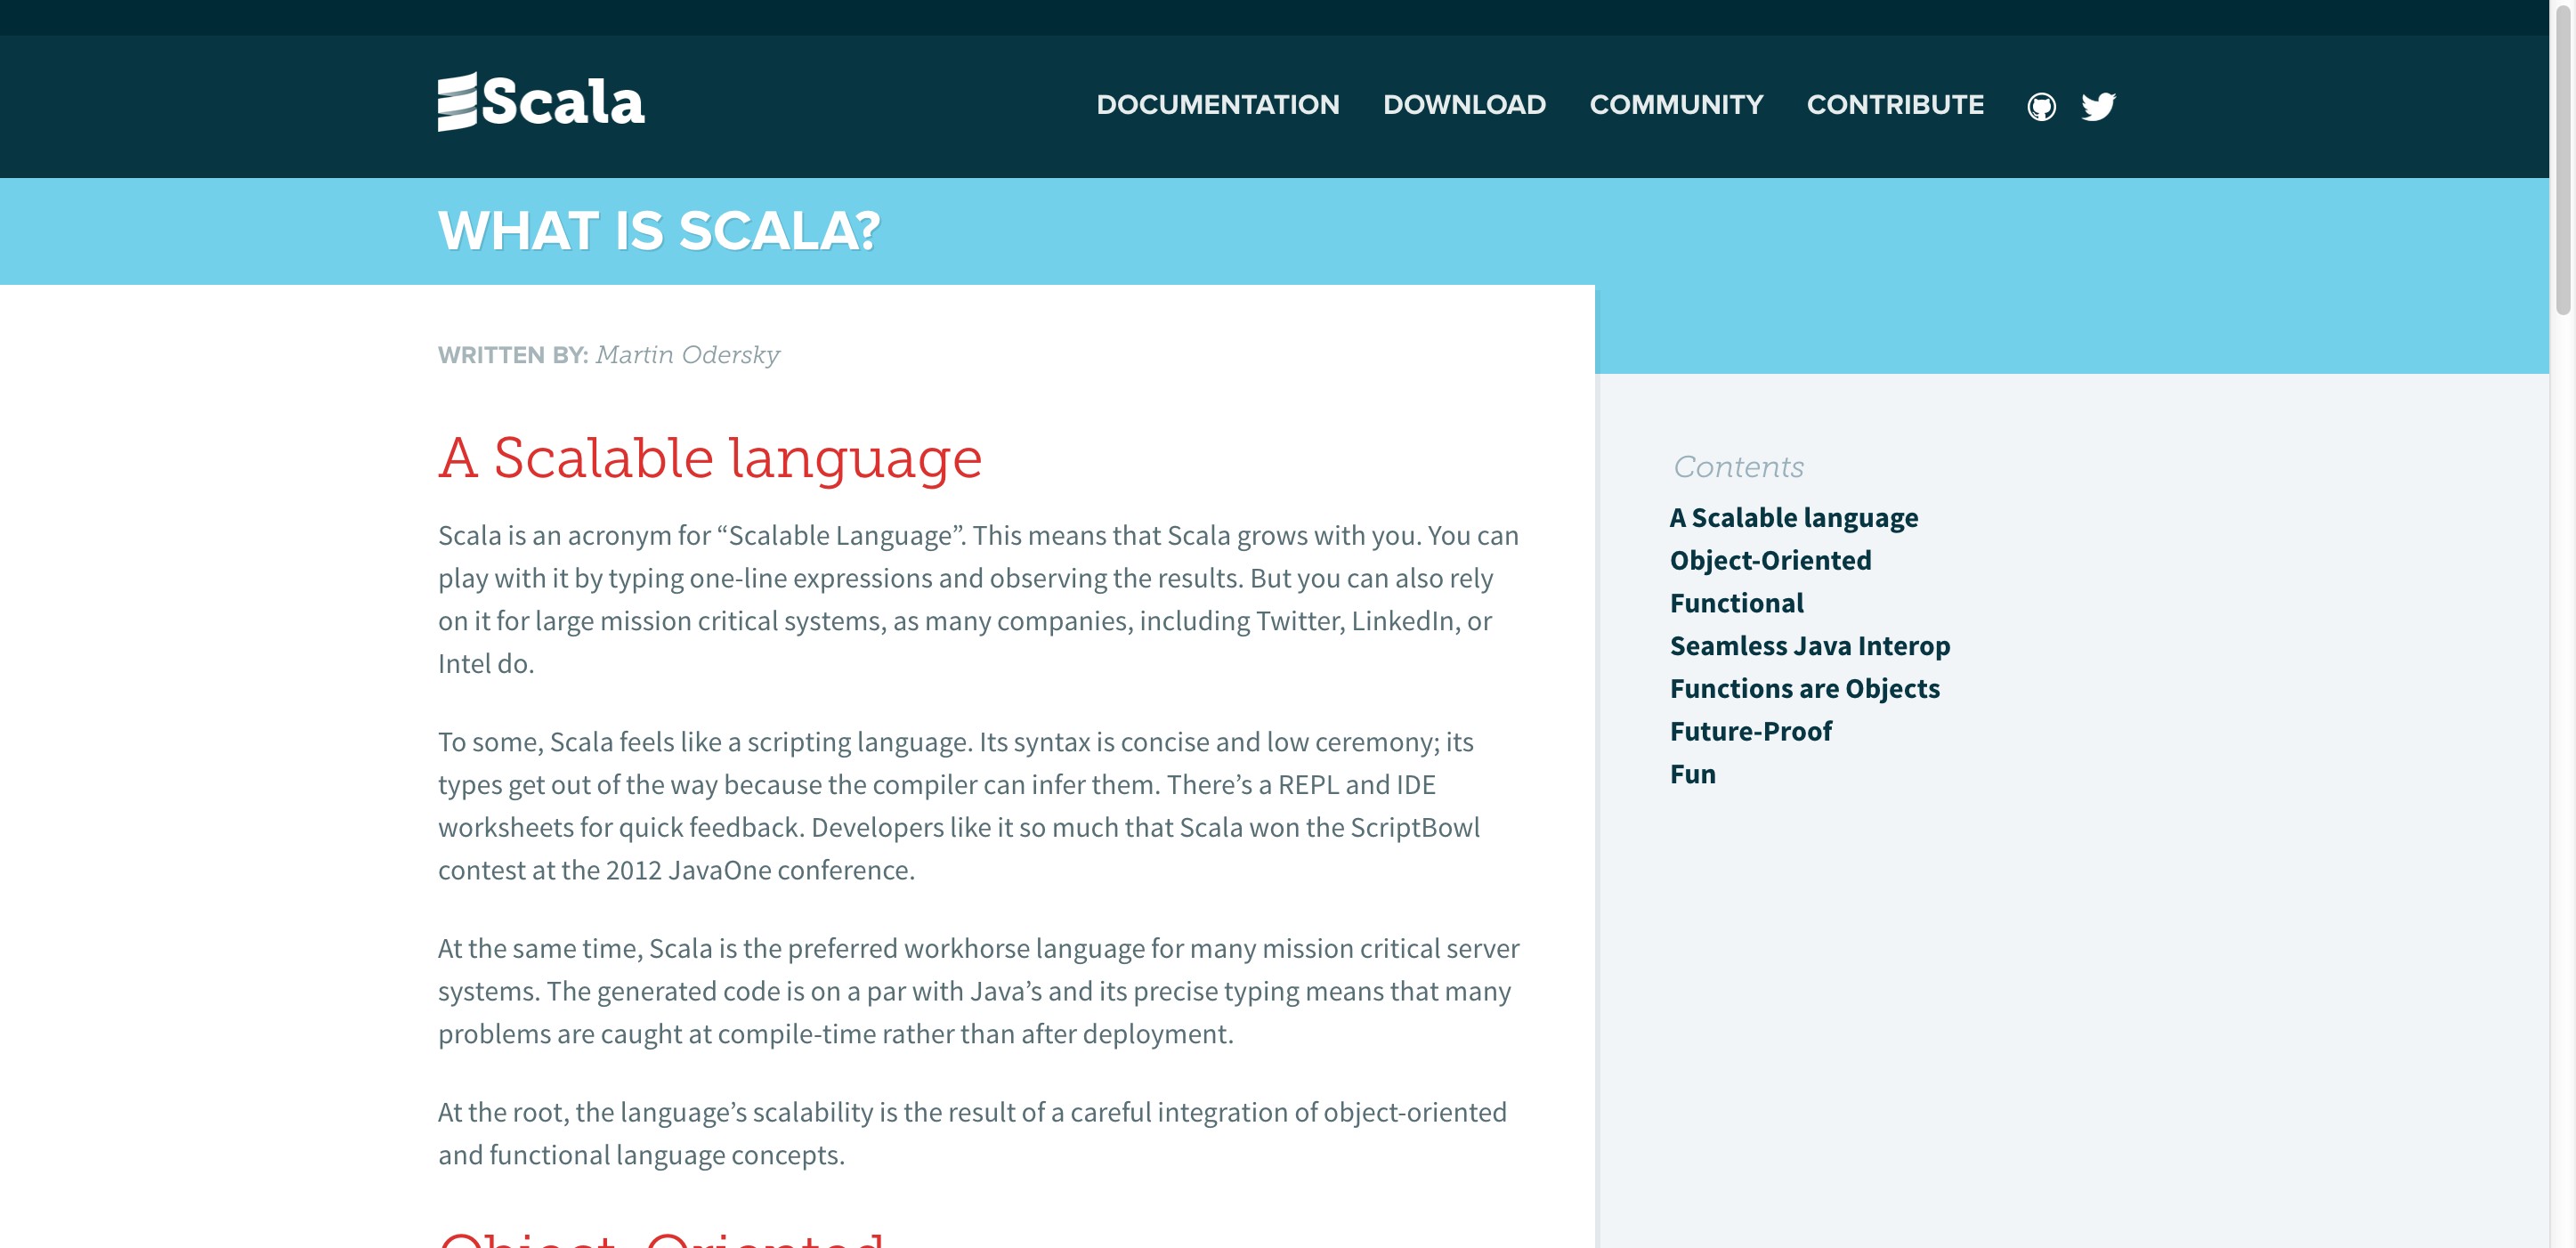 Scala
DOCUMENTATION DOWNLOAD COMMUNITY CONTRIBUTE
WHAT IS SCALA?
WRITTEN BY: Martin Odersky
A Scalable language
Scala is an acronym for “Scalable Language”. This means that Scala grows with you. You can
play with it by typing one-line expressions and observing the results. But you can also rely
on it for large mission critical systems, as many companies, including Twitter, LinkedIn, or
Intel do.
To some, Scala feels like a scripting language. Its syntax is concise and low ceremony; its
types get out of the way because the compiler can infer them. There’s a REPL and IDE
worksheets for quick feedback. Developers like it so much that Scala won the ScriptBowl
contest at the 2012 JavaOne conference.
At the same time, Scala is the preferred workhorse language for many mission critical server
systems. The generated code is on a par with Java’s and its precise typing means that many
problems are caught at compile-time rather than after deployment.
At the root, the language’s scalability is the result of a careful integration of object-oriented
and functional language concepts.
Object-Oriented
Contents
A Scalable language
Object-Oriented
Functional
Seamless Java Interop
Functions are Objects
Future-Proof
Fun